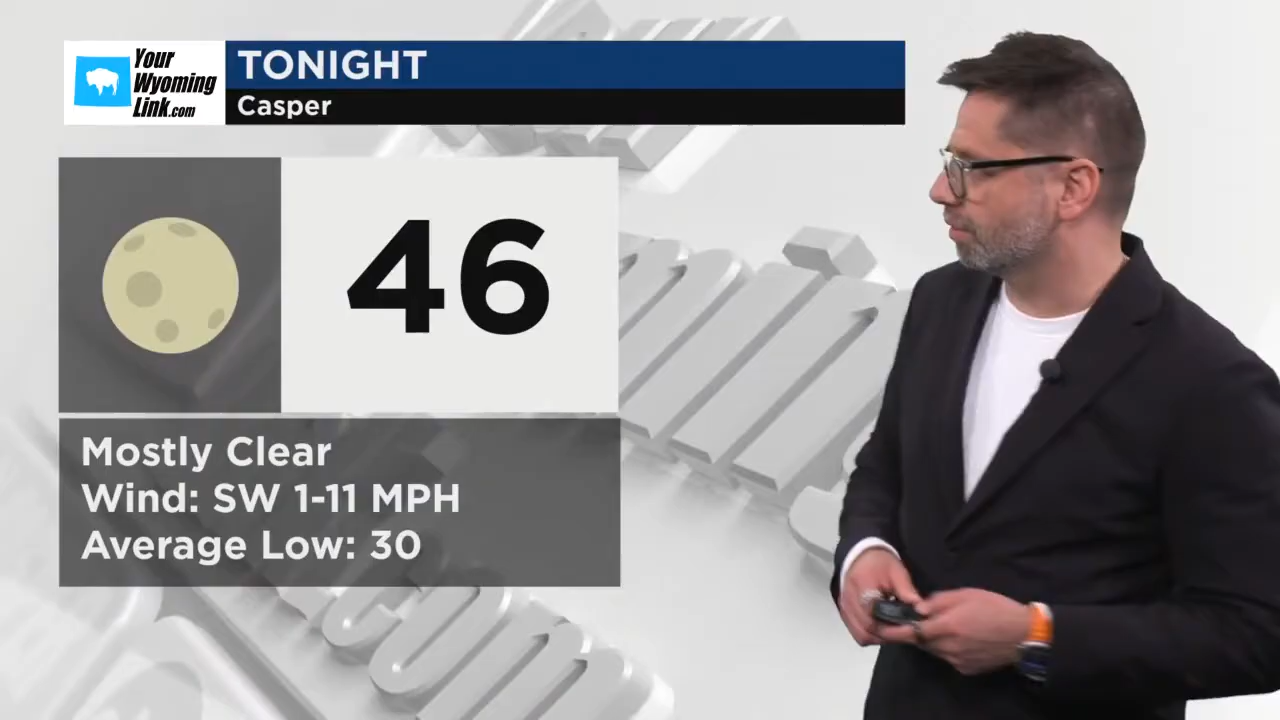 Your
Wyoming
Link.com
TONIGHT
Casper
46
Mostly Clear
Wind: SW 1-11 MPH
Average Low: 30